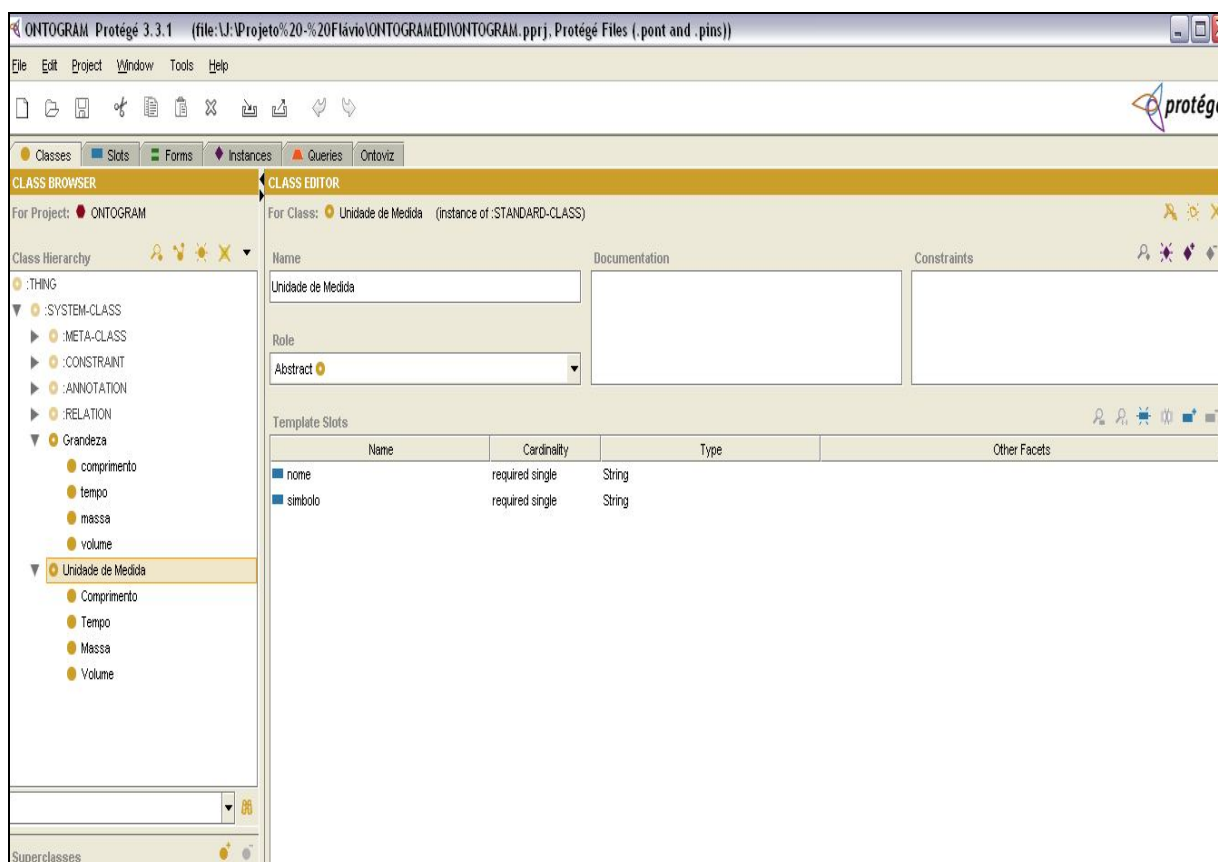 ONTOGRAM Protégé 3.3.1 (file:\J:\Projeto%20-%20Flávio\ONTOGRAMEDI\ONTOGRAM.pprj, Protégé Files (.pont and .pins))
File Edit Project Window Tools Help
protégé
Classes Slots Forms Instances Queries Ontoviz
CLASS BROWSER
For Project: ONTOGRAM
Class Hierarchy
:THING
:SYSTEM-CLASS
:META-CLASS
:CONSTRAINT
:ANNOTATION
:RELATION
Grandeza
comprimento
tempo
massa
volume
Unidade de Medida
Comprimento
Tempo
Massa
Volume
Superclasses
CLASS EDITOR
For Class: Unidade de Medida (instance of :STANDARD-CLASS)
Name Documentation Constraints
Unidade de Medida
Role
Abstract
Template Slots
Name Cardinality Type Other Facets
nome required single String
simbolo required single String